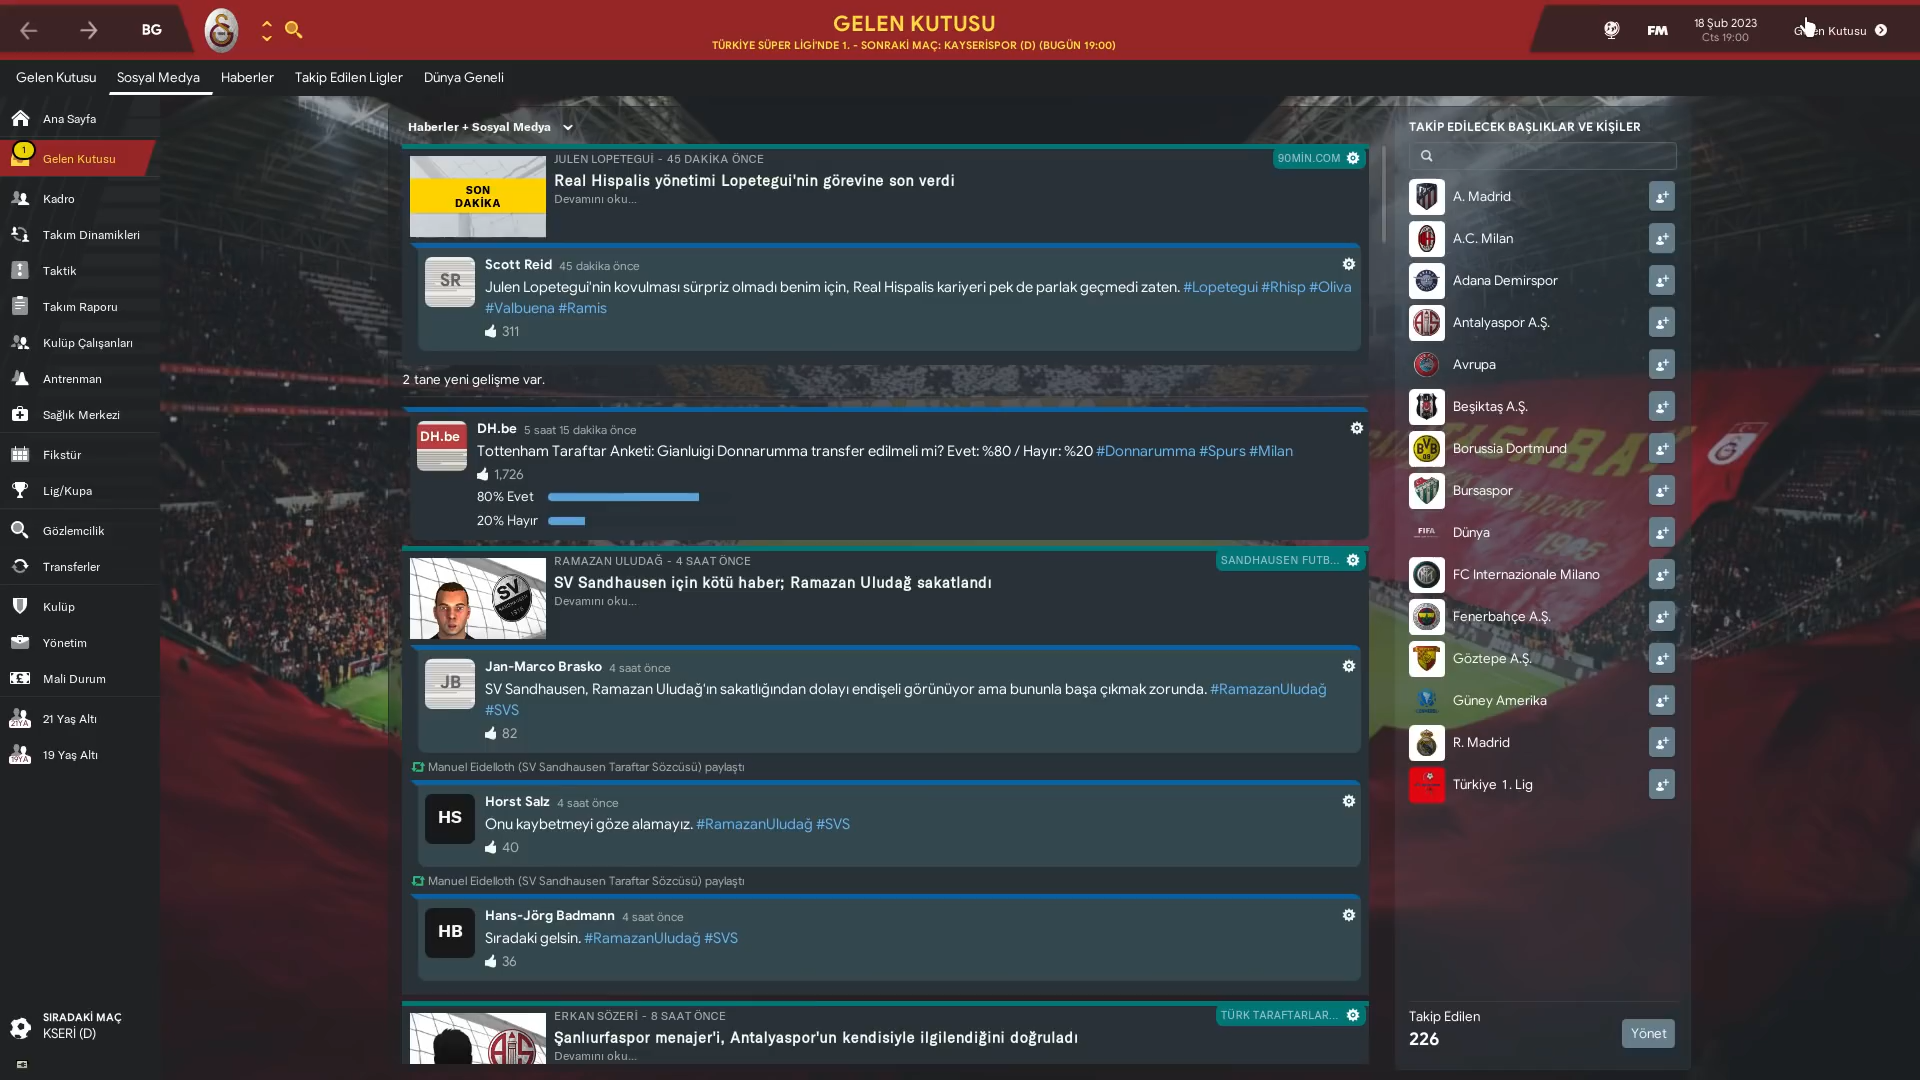 BG
GELEN KUTUSU
TÜRKİYE SÜPER LİGİ'NDE 1. - SONRAKİ MAÇ: KAYSERİSPOR (D) (BUGÜN 19:00)
FM
18 Şub 2023
Cts 19:00
Gelen Kutusu
Gelen Kutusu
Sosyal Medya
Haberler
Takip Edilen Ligler
Dünya Geneli
Ana Sayfa
1
Gelen Kutusu
Kadro
Takım Dinamikleri
Taktik
Takım Raporu
Kulüp Çalışanları
Antrenman
Sağlık Merkezi
Fikstür
Lig/Kupa
Gözlemcilik
Transferler
Kulüp
Yönetim
Mali Durum
21YA
21 Yaş Altı
19YA
19 Yaş Altı
SIRADAKİ MAÇ
KSERİ (D)
Haberler + Sosyal Medya
SON
DAKİKA
JULEN LOPETEGUİ - 45 DAKİKA ÖNCE
90MİN.COM
Real Hispalis yönetimi Lopetegui'nin görevine son verdi
Devamını oku...
SR
Scott Reid 45 dakika önce
Julen Lopetegui'nin kovulması sürpriz olmadı benim için, Real Hispalis kariyeri pek de parlak geçmedi zaten. #Lopetegui #Rhisp #Oliva
#Valbuena #Ramis
311
2 tane yeni gelişme var.
DH.be
DH.be 5 saat 15 dakika önce
Tottenham Taraftar Anketi: Gianluigi Donnarumma transfer edilmeli mi? Evet: %80 / Hayır: %20 #Donnarumma #Spurs #Milan
1,726
80% Evet
20% Hayır
RAMAZAN ULUDAĞ - 4 SAAT ÖNCE
SANDHAUSEN FUTB...
SV Sandhausen için kötü haber; Ramazan Uludağ sakatlandı
Devamını oku...
JB
Jan-Marco Brasko 4 saat önce
SV Sandhausen, Ramazan Uludağ'ın sakatlığından dolayı endişeli görünüyor ama bununla başa çıkmak zorunda. #RamazanUludağ
#SVS
82
Manuel Eidelloth (SV Sandhausen Taraftar Sözcüsü) paylaştı
HS
Horst Salz 4 saat önce
Onu kaybetmeyi göze alamayız. #RamazanUludağ #SVS
40
Manuel Eidelloth (SV Sandhausen Taraftar Sözcüsü) paylaştı
HB
Hans-Jörg Badmann 4 saat önce
Sıradaki gelsin. #RamazanUludağ #SVS
36
ERKAN SÖZERİ - 8 SAAT ÖNCE
TÜRK TARAFTARLAR...
Şanlıurfaspor menajer'i, Antalyaspor'un kendisiyle ilgilendiğini doğruladı
Devamını oku...
TAKİP EDİLECEK BAŞLIKLAR VE KİŞİLER
A. Madrid
A.C. Milan
Adana Demirspor
Antalyaspor A.Ş.
Avrupa
Beşiktaş A.Ş.
Borussia Dortmund
Bursaspor
FIFA
Dünya
FC Internazionale Milano
Fenerbahçe A.Ş.
Göztepe A.Ş.
Güney Amerika
R. Madrid
Türkiye 1. Lig
Takip Edilen
226
Yönet